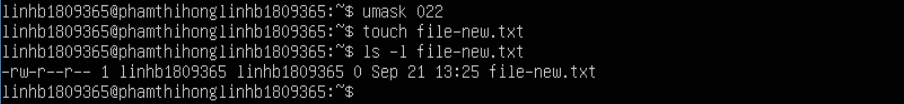 linhb1809365@phamthihonglinhb1809365:~$ umask 022
linhb1809365@phamthihonglinhb1809365:~$ touch file-new.txt
linhb1809365@phamthihonglinhb1809365:~$ ls -l file-new.txt
-rw-r--r-- 1 linhb1809365 linhb1809365 0 Sep 21 13:25 file-new.txt
linhb1809365@phamthihonglinhb1809365:~$